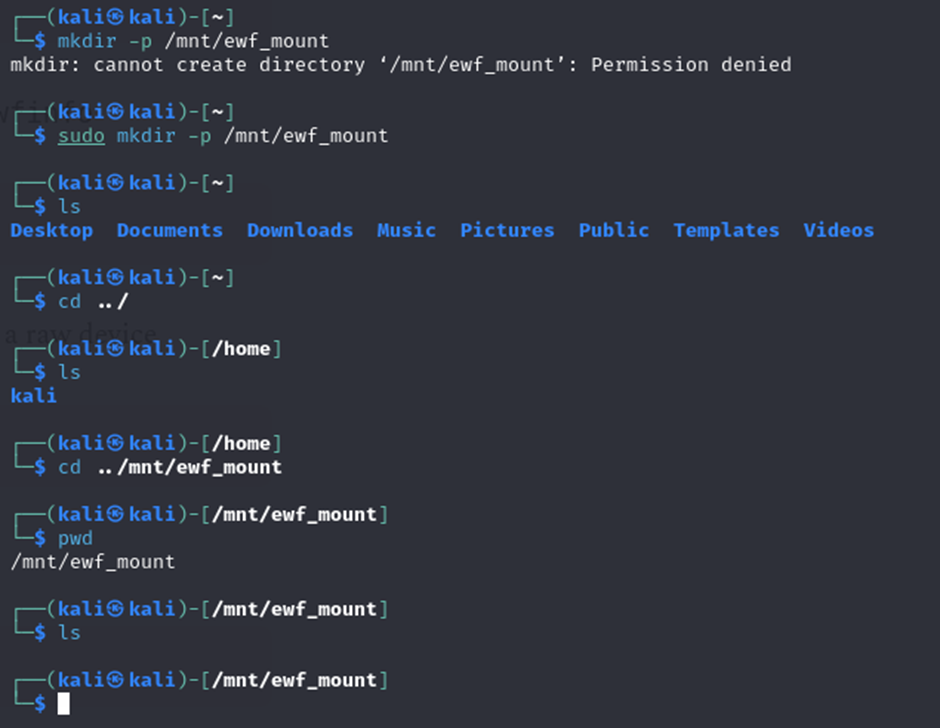 ┌──(kali㉿kali)-[~]
└─$ mkdir -p /mnt/ewf_mount
mkdir: cannot create directory ‘/mnt/ewf_mount’: Permission denied
┌──(kali㉿kali)-[~]
└─$ sudo mkdir -p /mnt/ewf_mount
┌──(kali㉿kali)-[~]
└─$ ls
Desktop  Documents  Downloads  Music  Pictures  Public  Templates  Videos
┌──(kali㉿kali)-[~]
└─$ cd ../
a raw device
┌──(kali㉿kali)-[/home]
└─$ ls
kali
┌──(kali㉿kali)-[/home]
└─$ cd ../mnt/ewf_mount
┌──(kali㉿kali)-[/mnt/ewf_mount]
└─$ pwd
/mnt/ewf_mount
┌──(kali㉿kali)-[/mnt/ewf_mount]
└─$ ls
┌──(kali㉿kali)-[/mnt/ewf_mount]
└─$